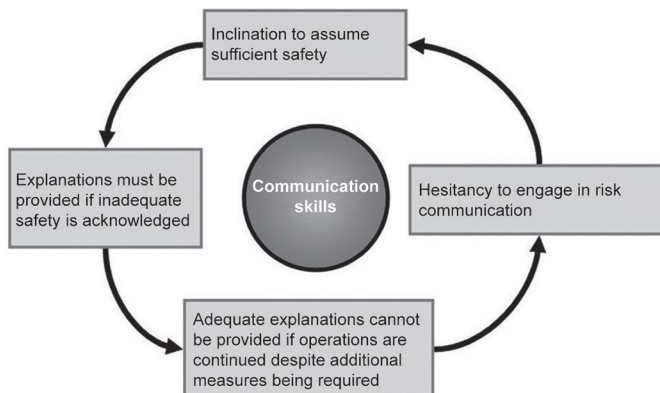 Inclination to assume
sufficient safety
Explanations must be
provided if inadequate
safety is acknowledged
Communication
skills
Hesitancy to engage in risk
communication
Adequate explanations cannot
be provided if operations are
continued despite additional
measures being required